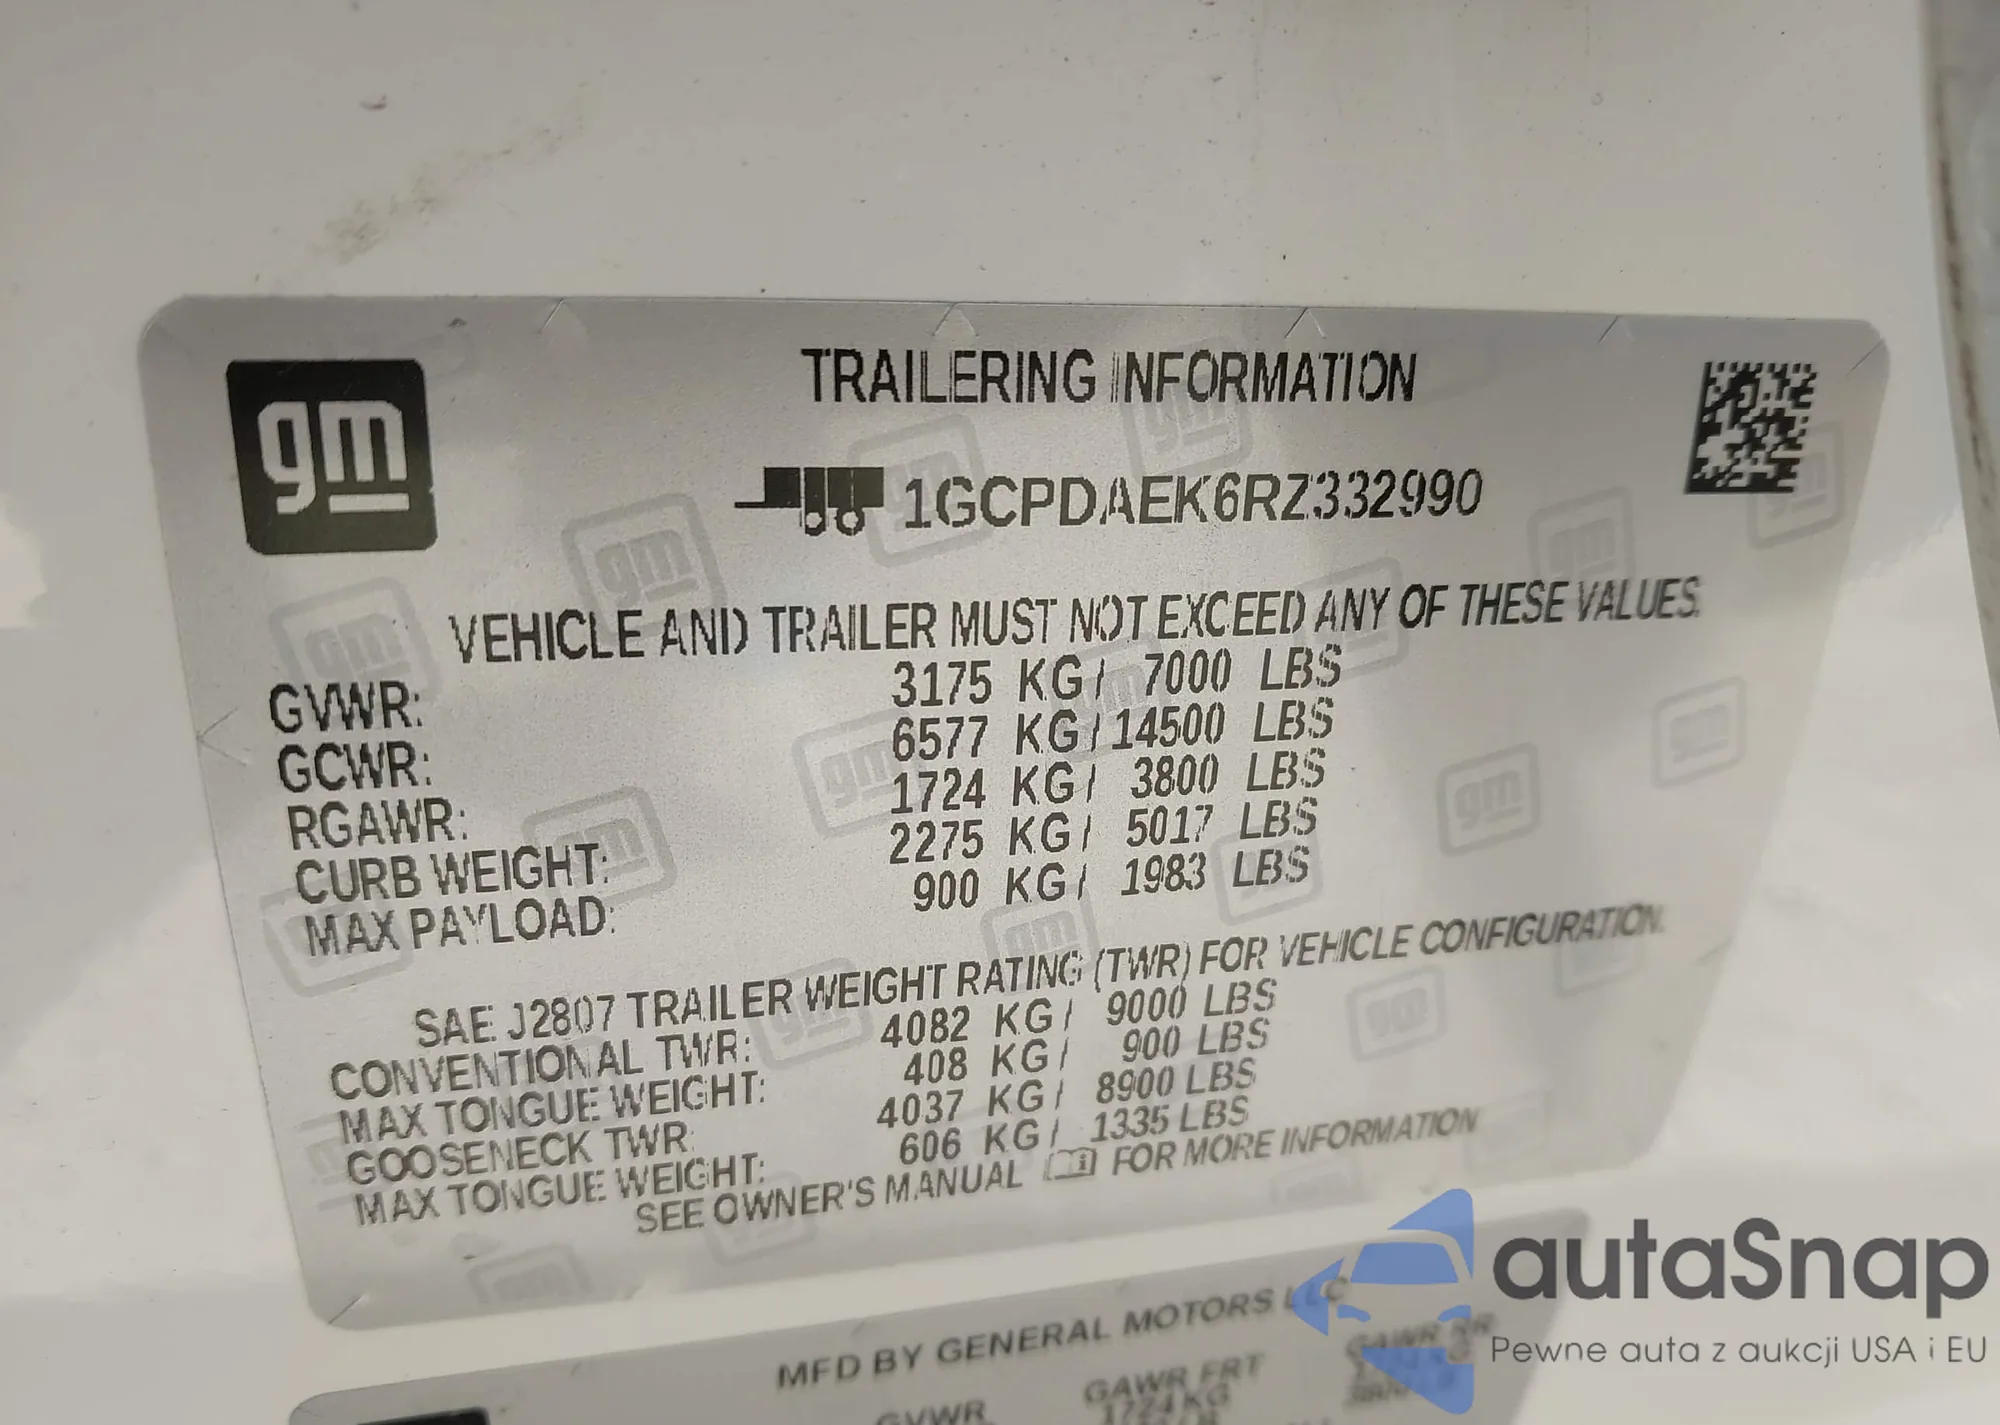 gm
TRAILERING INFORMATION
1GCPDAEK6RZ332990
VEHICLE AND TRAILER MUST NOT EXCEED ANY OF THESE VALUES.
GVWR: 3175 KG / 7000 LBS
GCWR: 6577 KG / 14500 LBS
RGAWR: 1724 KG / 3800 LBS
CURB WEIGHT: 2275 KG / 5017 LBS
MAX PAYLOAD: 900 KG / 1983 LBS
SAE J2807 TRAILER WEIGHT RATING (TWR) FOR VEHICLE CONFIGURATION.
CONVENTIONAL TWR: 4082 KG / 9000 LBS
MAX TONGUE WEIGHT: 408 KG / 900 LBS
GOOSENECK TWR: 4037 KG / 8900 LBS
MAX TONGUE WEIGHT: 606 KG / 1335 LBS
SEE OWNER'S MANUAL FOR MORE INFORMATION
MFD BY GENERAL MOTORS LLC
GVWR GAWR FRT GAWR RR
1724 KG
autaSnap
Pewne auta z aukcji USA i EU